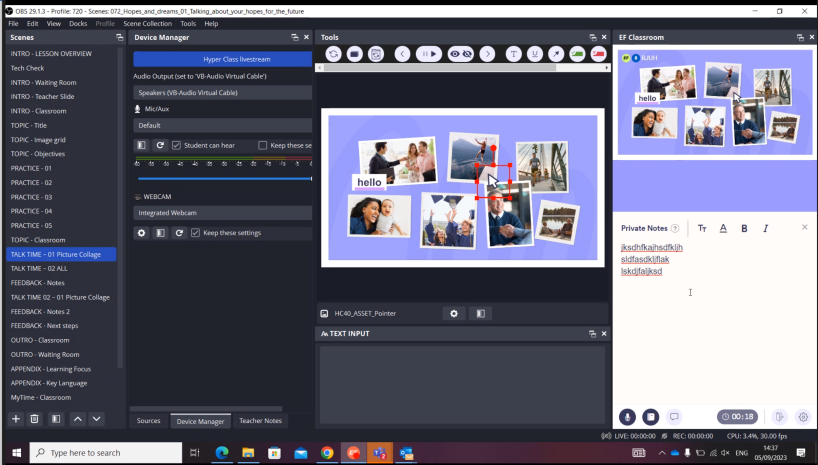 OBS 29.1.3 - Profile: 720 - Scenes: 072_Hopes_and_dreams_01_Talking_about_your_hopes_for_the_future
File Edit View Docks Profile Scene Collection Tools Help
Scenes
INTRO - LESSON OVERVIEW
Tech Check
INTRO - Waiting Room
INTRO - Teacher Slide
INTRO - Classroom
TOPIC - Title
TOPIC - Image grid
TOPIC - Objectives
PRACTICE - 01
PRACTICE - 02
PRACTICE - 03
PRACTICE - 04
PRACTICE - 05
TOPIC - Classroom
TALK TIME - 01 Picture Collage
TALK TIME - 02 ALL
FEEDBACK - Notes
TALK TIME 02 - 01 Picture Collage
FEEDBACK - Notes 2
FEEDBACK - Next steps
OUTRO - Classroom
OUTRO - Waiting Room
APPENDIX - Learning Focus
APPENDIX - Key Language
MyTime - Classroom
Device Manager
Hyper Class livestream
Audio Output (set to 'VB-Audio Virtual Cable')
Speakers (VB-Audio Virtual Cable)
Mic/Aux
Default
Student can hear
Keep these se
WEBCAM
Integrated Webcam
Keep these settings
Sources
Device Manager
Teacher Notes
Tools
hello
HC40_ASSET_Pointer
Aa TEXT INPUT
EF Classroom
EF
ILIUH
hello
Private Notes
jksdhfkajhsdfkljh
sldfasdkljflak
lskdjfaljksd
00:18
LIVE: 00:00:00 REC: 00:00:00 CPU: 3.4%, 30.00 fps
Type here to search
ENG
14:37
05/09/2023